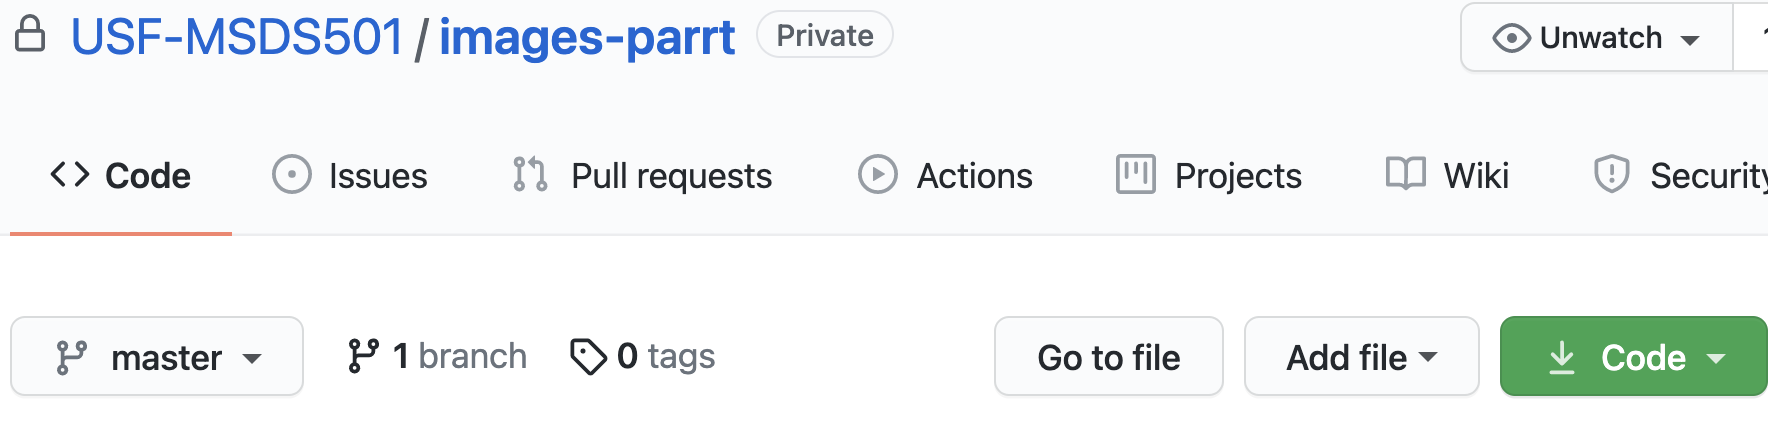 USF-MSDS501 / images-parrt Private Unwatch
Code Issues Pull requests Actions Projects Wiki Security
master 1 branch 0 tags Go to file Add file Code